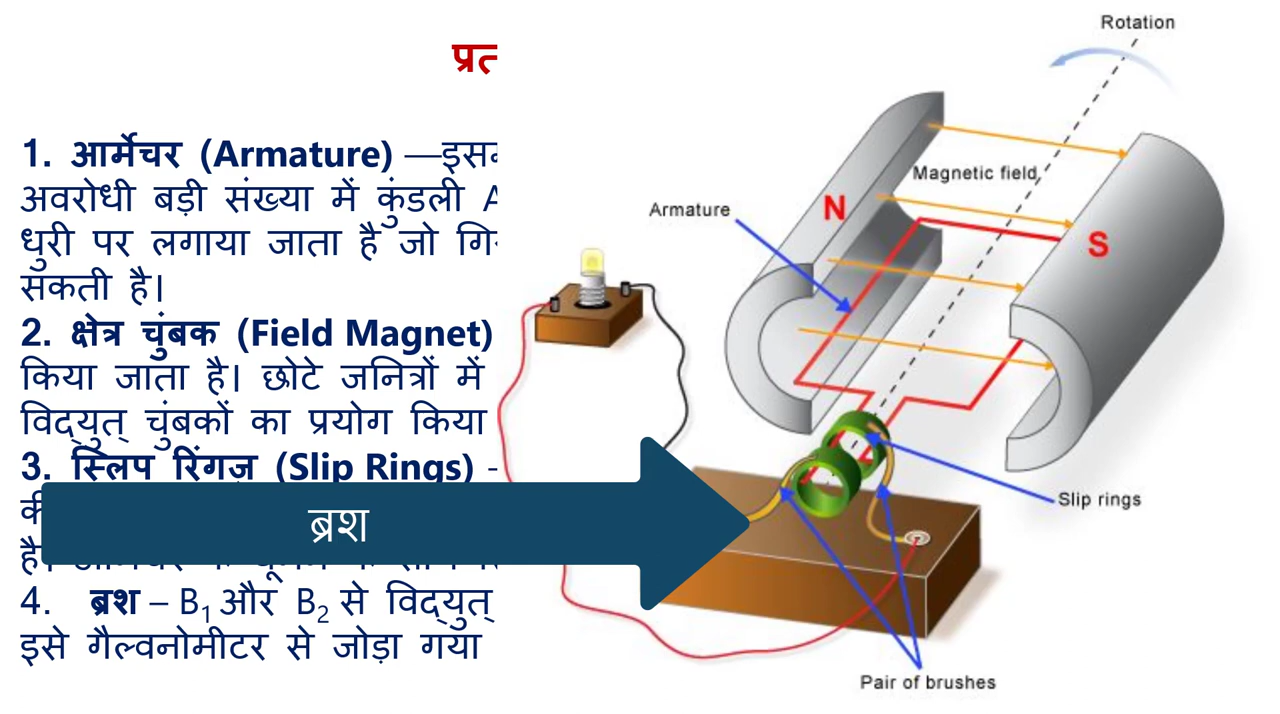 1. आर्मेचर (Armature) —
अवरोधी बड़ी संख्या में कुंडली
धुरी पर लगाया जाता है जो
सकती है।
2. क्षेत्र चुंबक (Field Magnet)
किया जाता है। छोटे जनित्रों में
विद्युत् चुंबकों का प्रयोग किया
3. स्लिप रिंगज़ (Slip Rings) -
ब्रश
4. ब्रश – B1 और B2 से विद्युत्
इसे गैल्वनोमीटर से जोड़ा गया
Rotation
Magnetic field
Armature
N
S
Slip rings
Pair of brushes